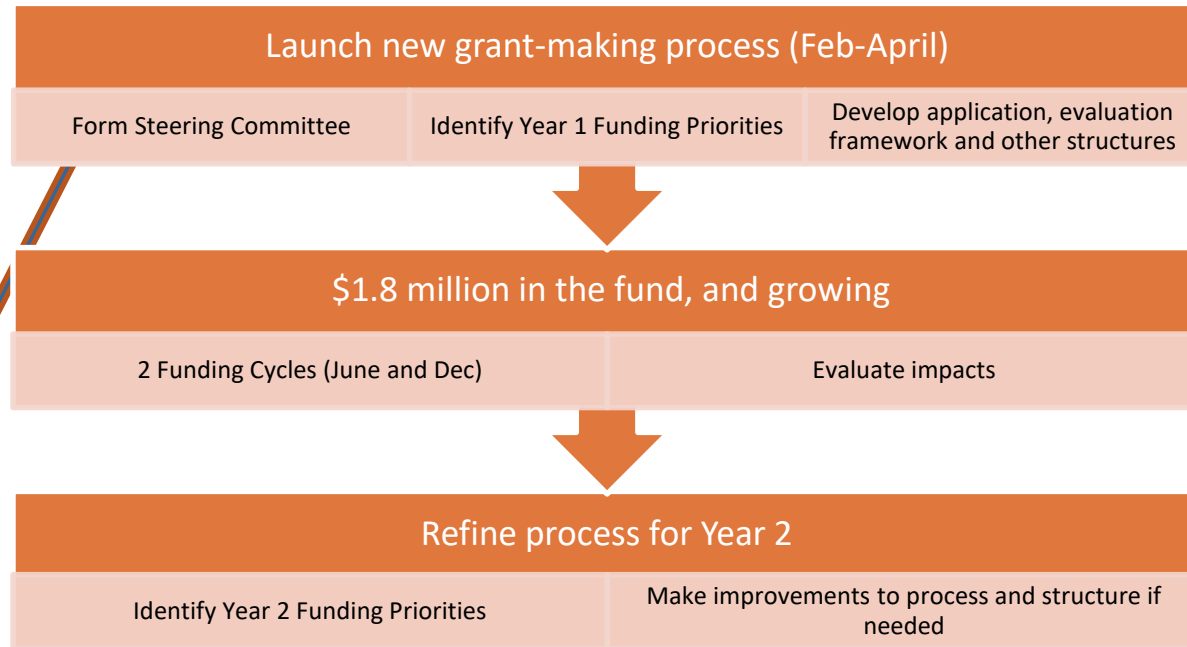 Launch new grant-making process (Feb-April)
Form Steering Committee
Identify Year 1 Funding Priorities
Develop application, evaluation
framework and other structures
$1.8 million in the fund, and growing
2 Funding Cycles (June and Dec)
Evaluate impacts
Refine process for Year 2
Identify Year 2 Funding Priorities
Make improvements to process and structure if
needed